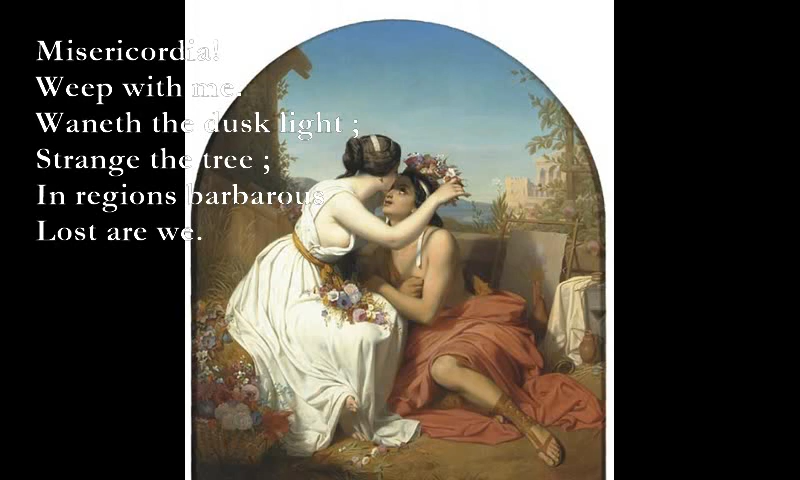 Misericordia!
Weep with me.
Waneth the dusk light ;
Strange the tree ;
In regions barbarous
Lost are we.